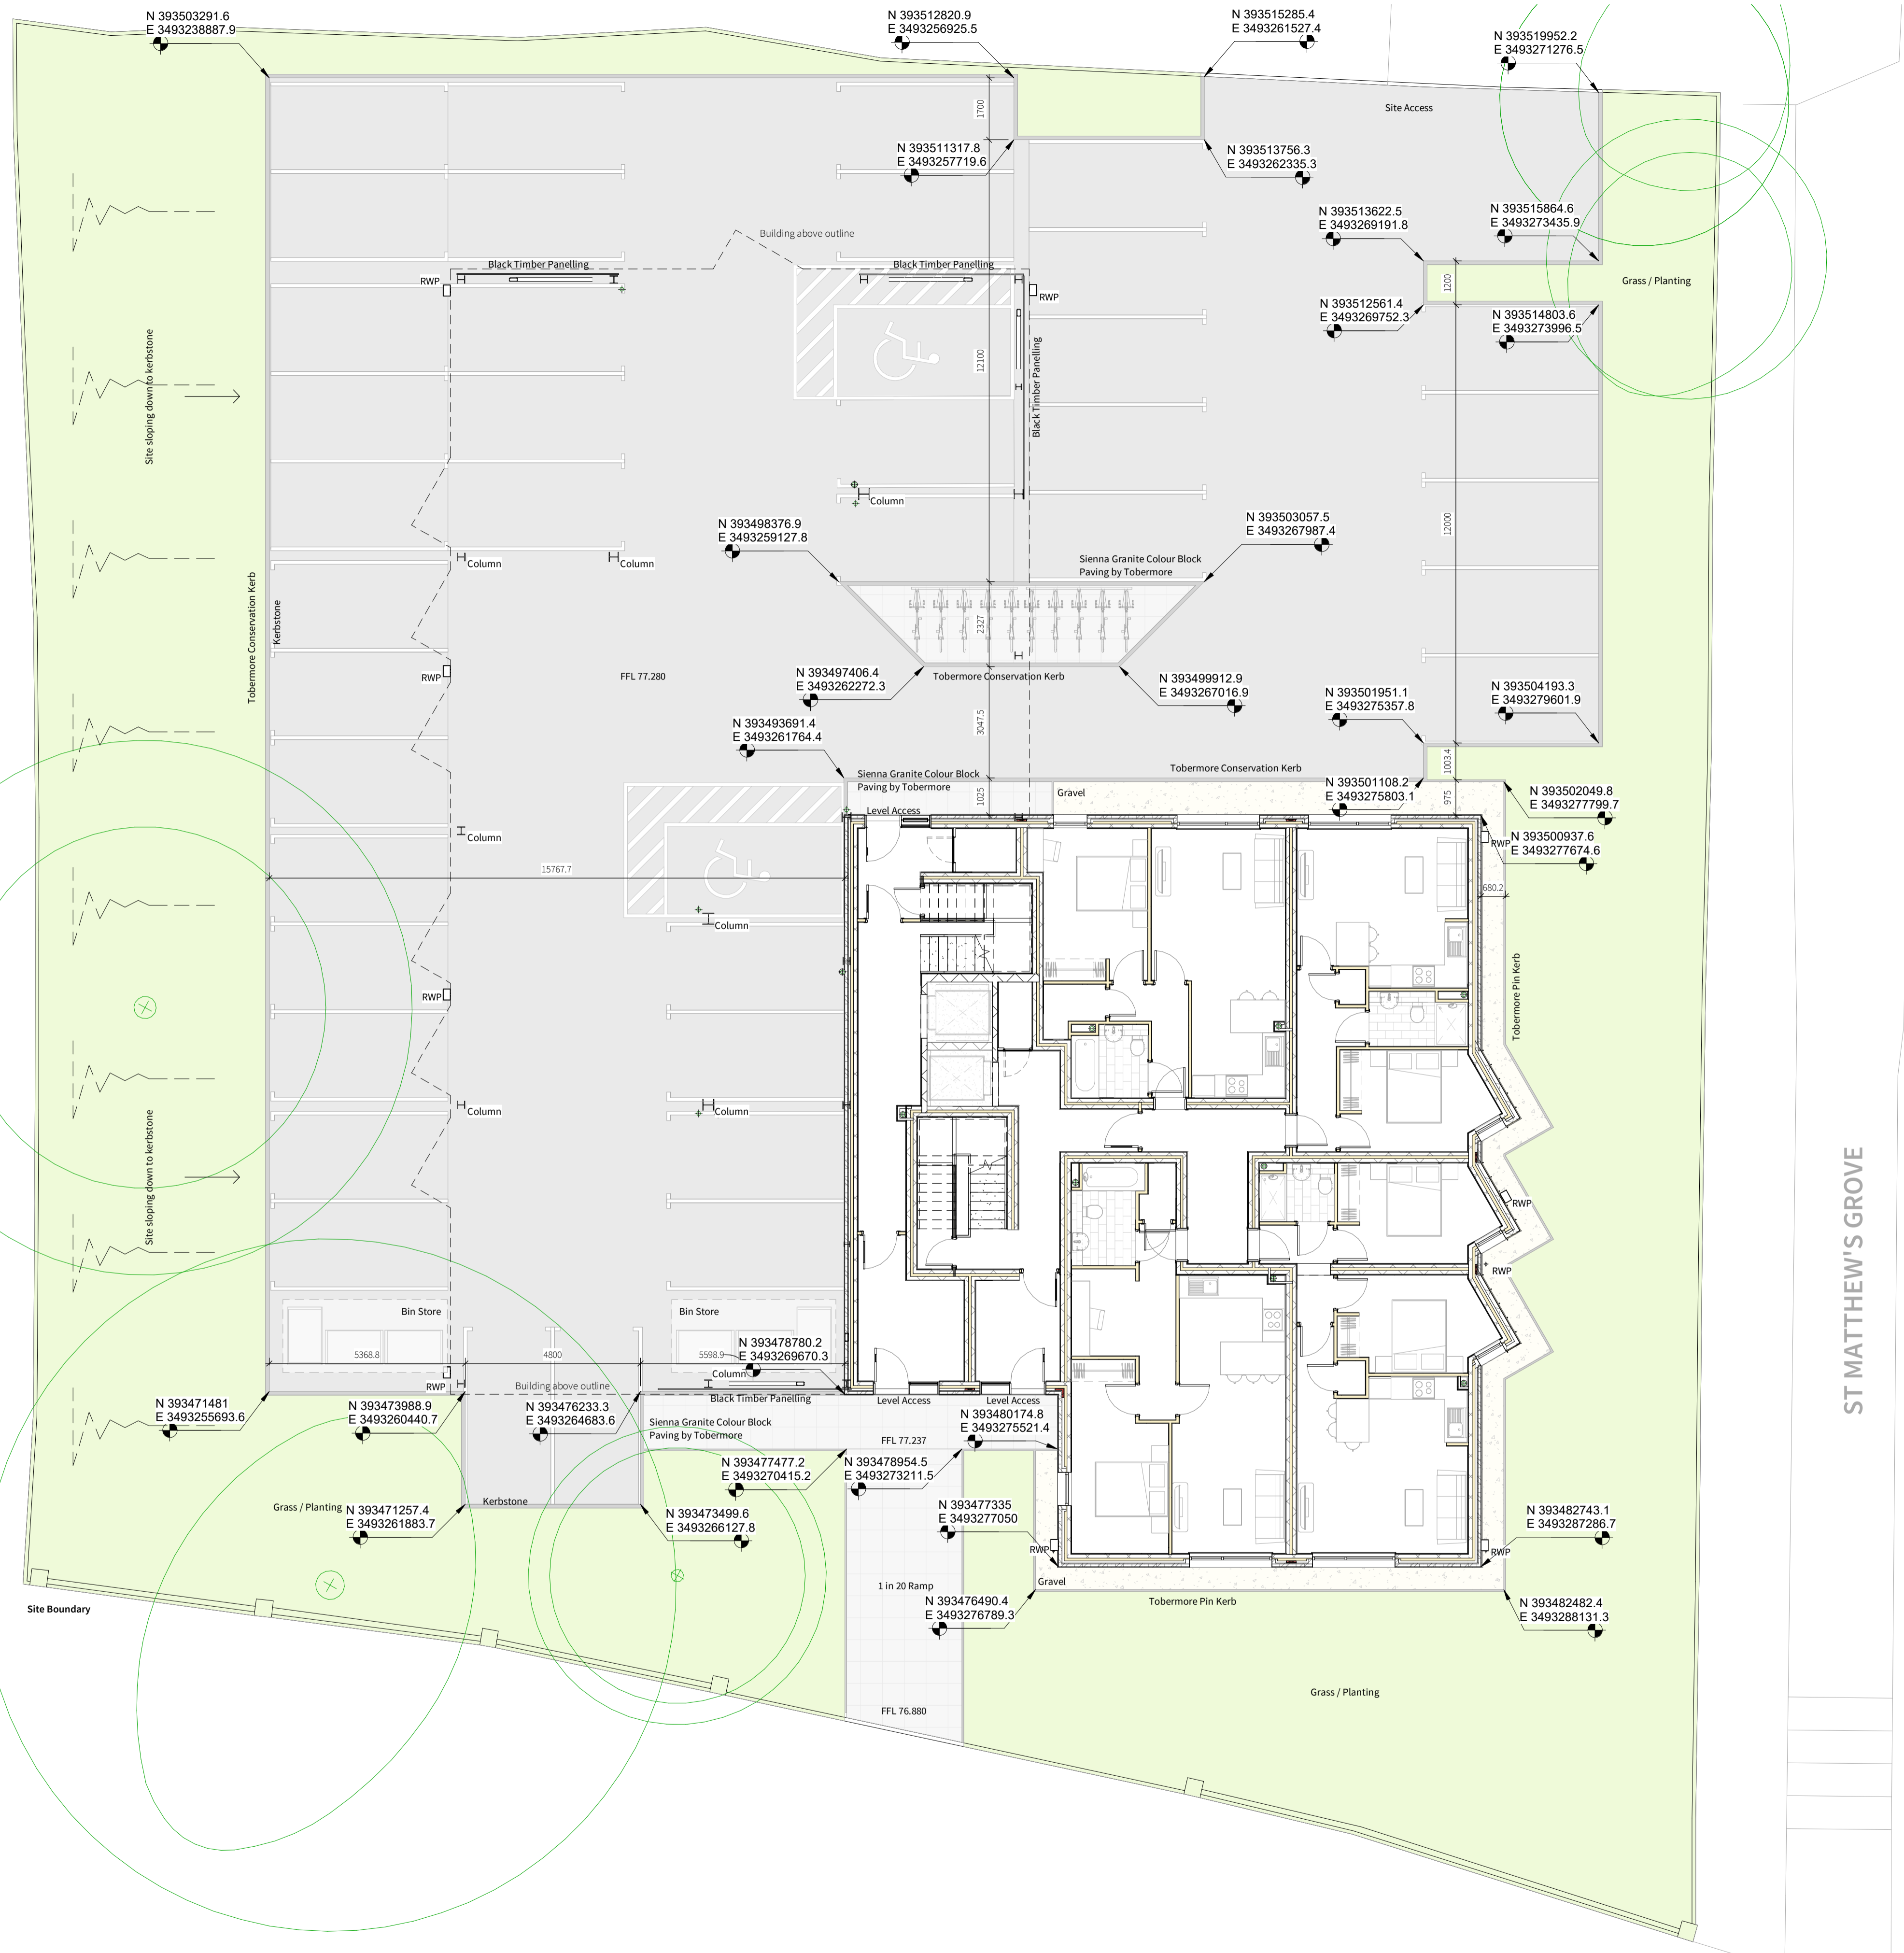 N 393503291.6
E 3493238887.9
N 393512820.9
E 3493256925.5
N 393515285.4
E 3493261527.4
N 393519952.2
E 3493271276.5
Site Access
1700
N 393511317.8
E 3493257719.6
N 393513756.3
E 3493262335.3
N 393513622.5
E 3493269191.8
N 393515864.6
E 3493273435.9
Building above outline
Black Timber Panelling
Black Timber Panelling
RWP
RWP
1200
Grass / Planting
N 393512561.4
E 3493269752.3
N 393514803.6
E 3493273996.5
Site sloping down to kerbstone
12100
Black Timber Panelling
Column
N 393498376.9
E 3493259127.8
N 393503057.5
E 3493267987.4
12000
Sienna Granite Colour Block
Paving by Tobermore
Column
Column
Tobermore Conservation Kerb
Kerbstone
2327
RWP
FFL 77.280
N 393497406.4
E 3493262272.3
Tobermore Conservation Kerb
N 393499912.9
E 3493267016.9
N 393501951.1
E 3493275357.8
N 393504193.3
E 3493279601.9
N 393493691.4
E 3493261764.4
3047.5
Tobermore Conservation Kerb
1003.4
Sienna Granite Colour Block
Paving by Tobermore
1025
Gravel
N 393501108.2
E 3493275803.1
975
N 393502049.8
E 3493277799.7
Level Access
Column
RWP
N 393500937.6
E 3493277674.6
15767.7
680.2
Column
Tobermore Pin Kerb
RWP
Column
Column
Site sloping down to kerbstone
RWP
RWP
ST MATTHEW'S GROVE
Bin Store
Bin Store
N 393478780.2
E 3493269670.3
5368.8
4800
5598.9
Column
RWP
Building above outline
Black Timber Panelling
Level Access
Level Access
N 393471481
E 3493255693.6
N 393473988.9
E 3493260440.7
N 393476233.3
E 3493264683.6
Sienna Granite Colour Block
Paving by Tobermore
FFL 77.237
N 393480174.8
E 3493275521.4
N 393477477.2
E 3493270415.2
N 393478954.5
E 3493273211.5
Grass / Planting
Kerbstone
N 393471257.4
E 3493261883.7
N 393473499.6
E 3493266127.8
N 393477335
E 3493277050
N 393482743.1
E 3493287286.7
RWP
RWP
Gravel
1 in 20 Ramp
N 393476490.4
E 3493276789.3
Tobermore Pin Kerb
N 393482482.4
E 3493288131.3
Site Boundary
Grass / Planting
FFL 76.880